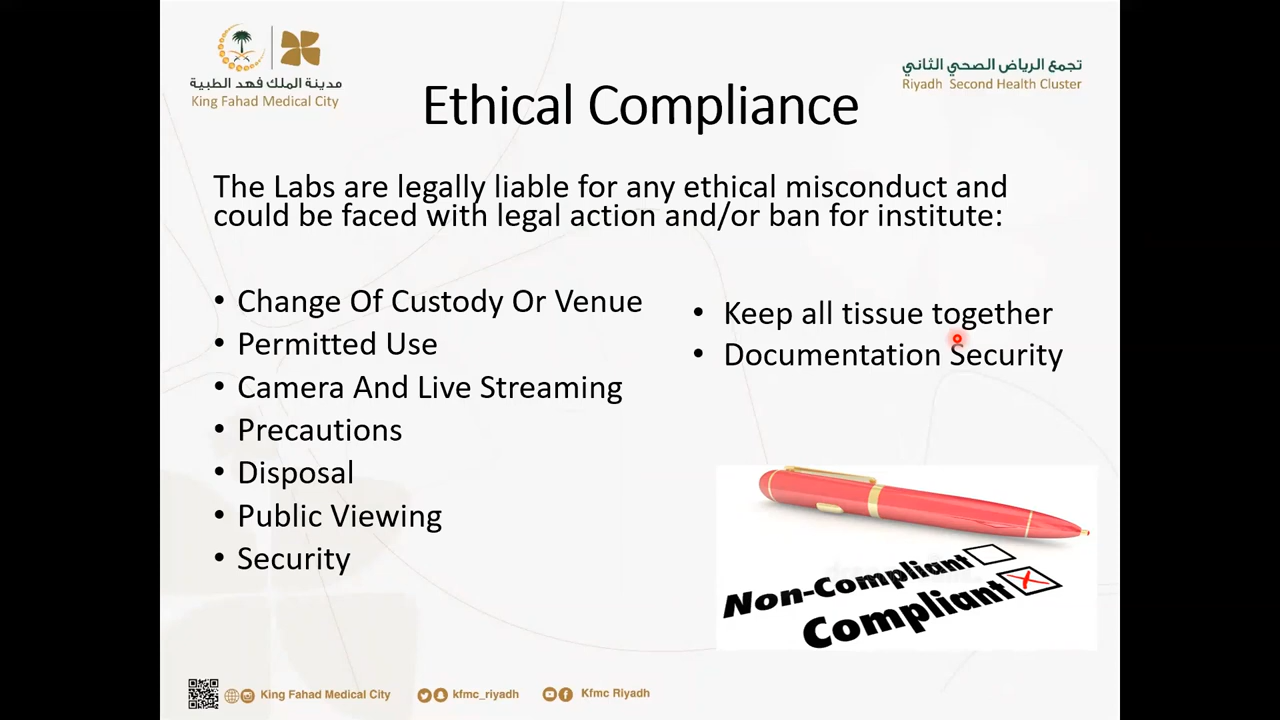 مدينة الملك فهد الطبية
King Fahad Medical City
تجمع الرياض الصحي الثاني
Riyadh Second Health Cluster
Ethical Compliance
The Labs are legally liable for any ethical misconduct and
could be faced with legal action and/or ban for institute:
• Change Of Custody Or Venue
• Permitted Use
• Camera And Live Streaming
• Precautions
• Disposal
• Public Viewing
• Security
• Keep all tissue together
• Documentation Security
Non-Compliant
Compliant
King Fahad Medical City
kfmc_riyadh
Kfmc Riyadh